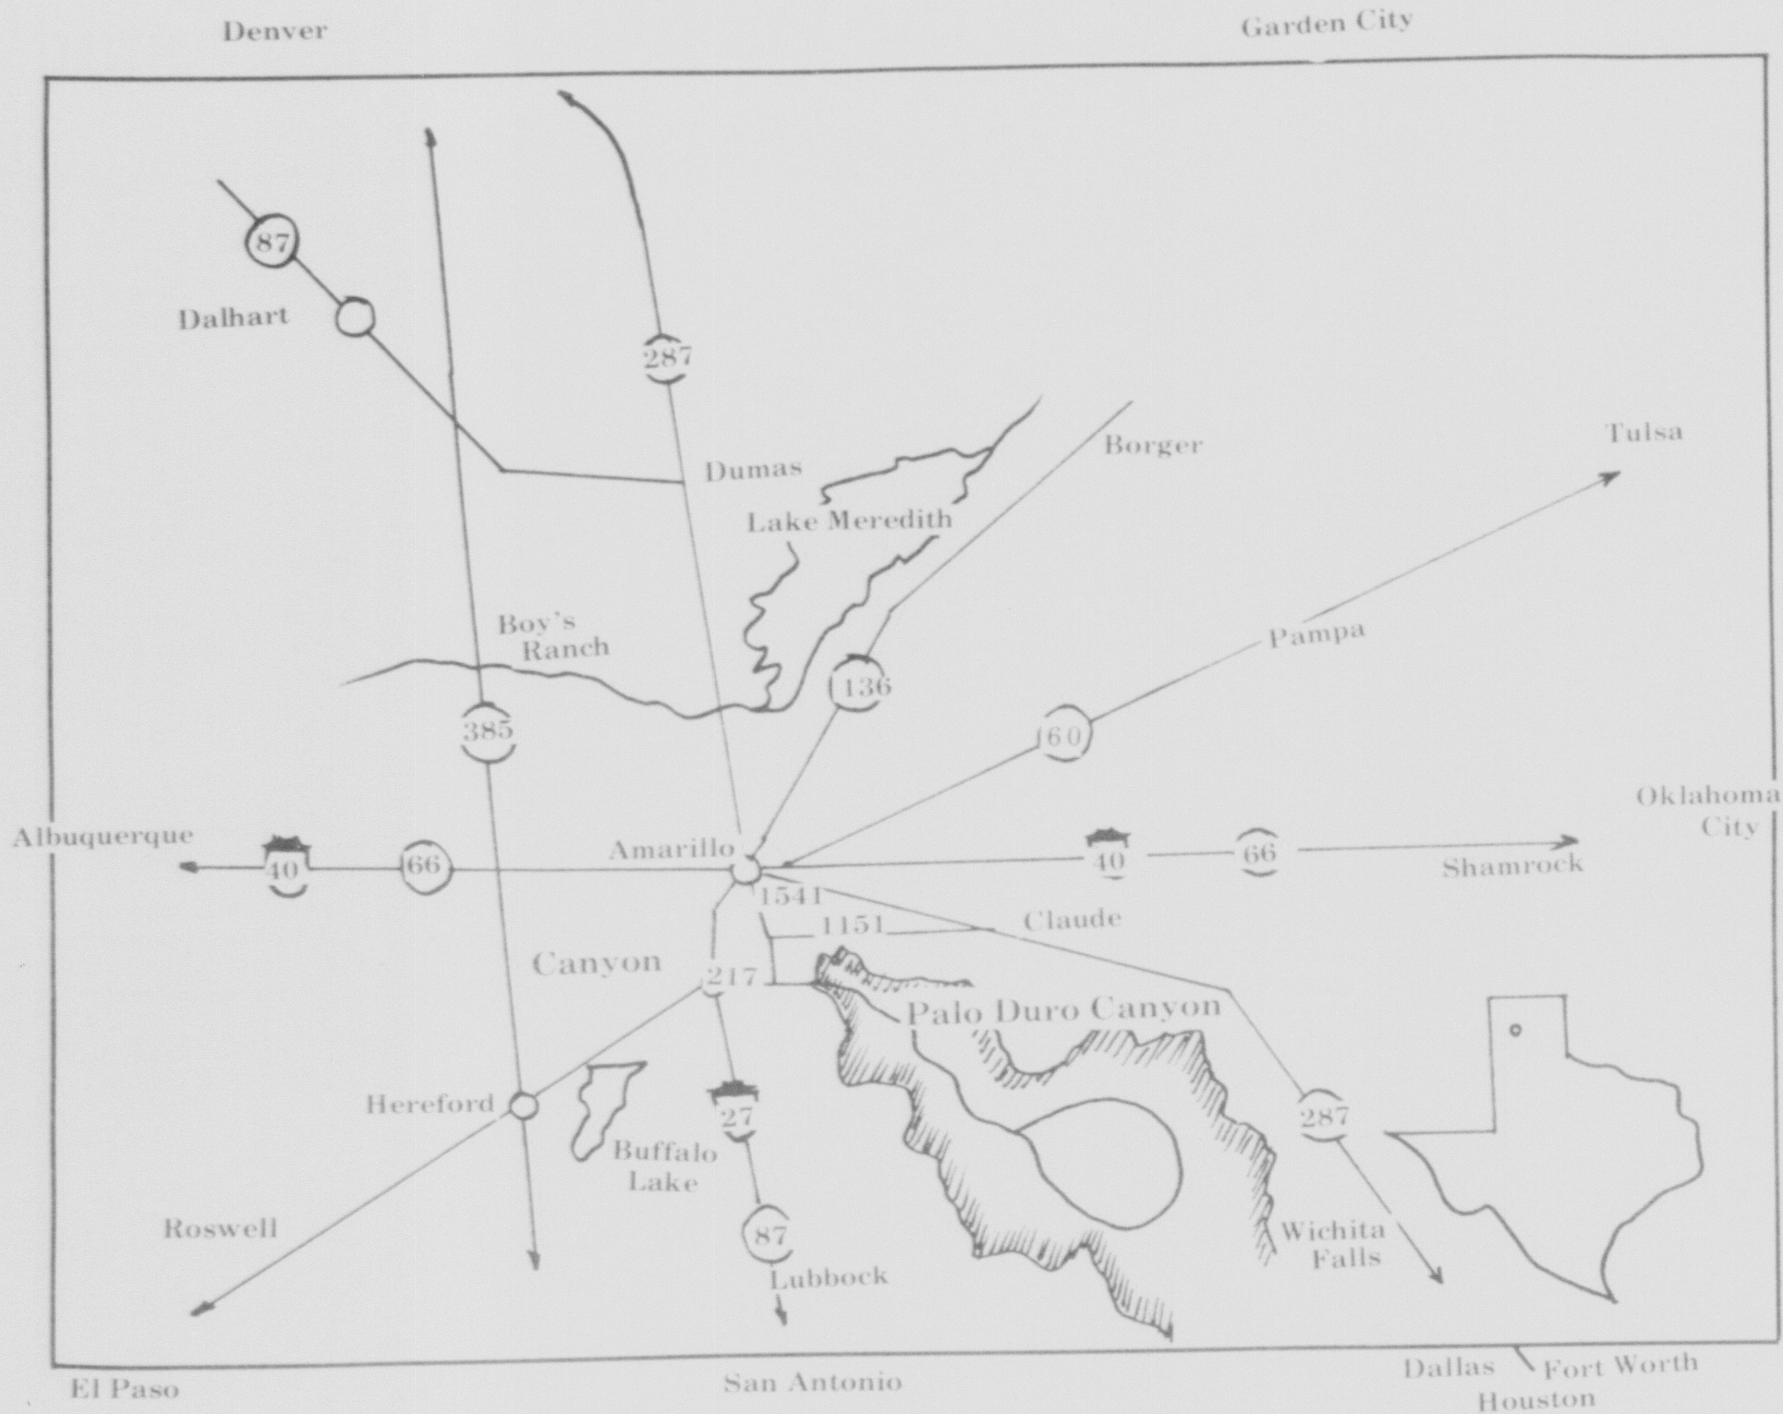 Denver
Garden City
87
Dalhart
287
Dumas
Borger
Tulsa
Lake Meredith
Boy's
Ranch
Pampa
136
385
60
Oklahoma
City
Albuquerque
40
66
Amarillo
40
66
Shamrock
1541
1151
Claude
Canyon
217
Palo Duro Canyon
Hereford
27
287
Buffalo
Lake
Roswell
87
Wichita
Falls
Lubbock
El Paso
San Antonio
Dallas \ Fort Worth
Houston